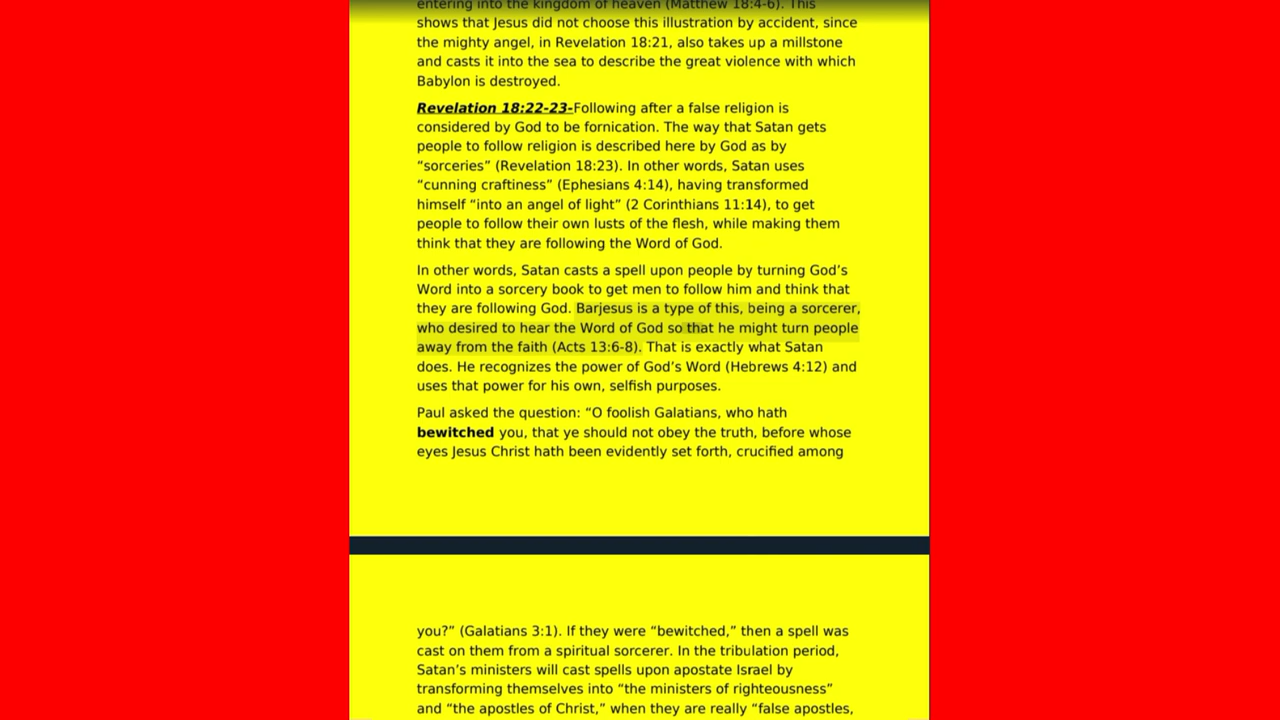 entering into the kingdom of heaven (Matthew 18:4-6). This
shows that Jesus did not choose this illustration by accident, since
the mighty angel, in Revelation 18:21, also takes up a millstone
and casts it into the sea to describe the great violence with which
Babylon is destroyed.
Revelation 18:22-23-Following after a false religion is
considered by God to be fornication. The way that Satan gets
people to follow religion is described here by God as by
“sorceries” (Revelation 18:23). In other words, Satan uses
“cunning craftiness” (Ephesians 4:14), having transformed
himself “into an angel of light” (2 Corinthians 11:14), to get
people to follow their own lusts of the flesh, while making them
think that they are following the Word of God.
In other words, Satan casts a spell upon people by turning God’s
Word into a sorcery book to get men to follow him and think that
they are following God. Barjesus is a type of this, being a sorcerer,
who desired to hear the Word of God so that he might turn people
away from the faith (Acts 13:6-8). That is exactly what Satan
does. He recognizes the power of God’s Word (Hebrews 4:12) and
uses that power for his own, selfish purposes.
Paul asked the question: “O foolish Galatians, who hath
bewitched you, that ye should not obey the truth, before whose
eyes Jesus Christ hath been evidently set forth, crucified among
you?” (Galatians 3:1). If they were “bewitched,” then a spell was
cast on them from a spiritual sorcerer. In the tribulation period,
Satan’s ministers will cast spells upon apostate Israel by
transforming themselves into “the ministers of righteousness”
and “the apostles of Christ,” when they are really “false apostles,